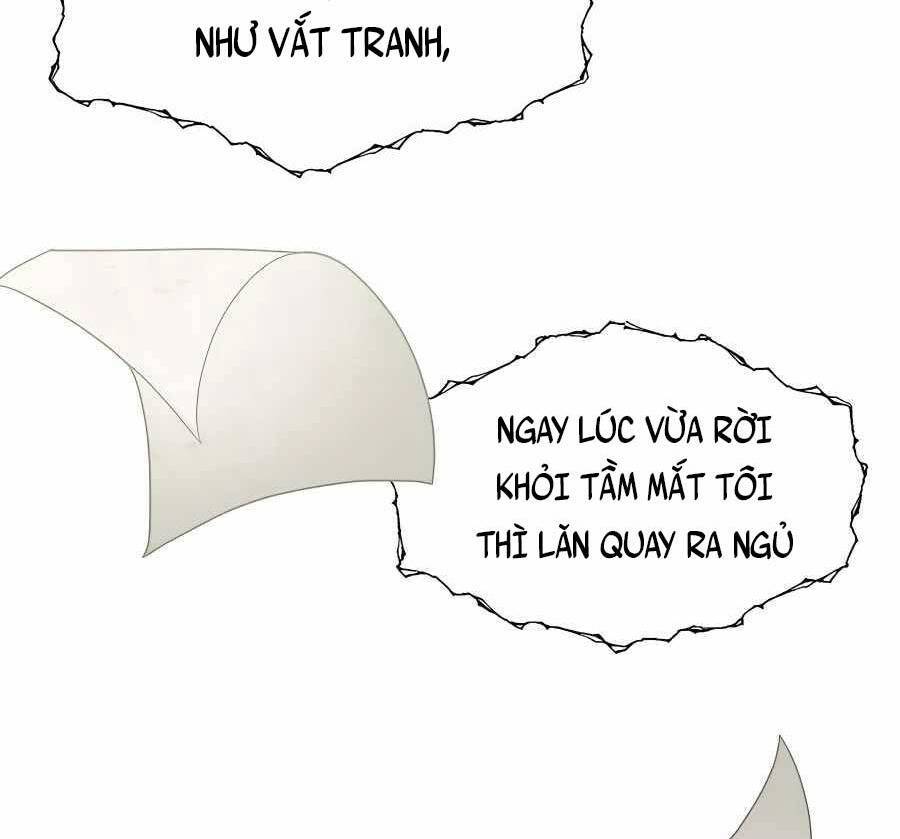 NHƯ VẮT TRANH,
NGAY LÚC VỪA RỜI
KHỎI TẦM MẮT TÔI
THÌ LĂN QUAY RA NGỦ